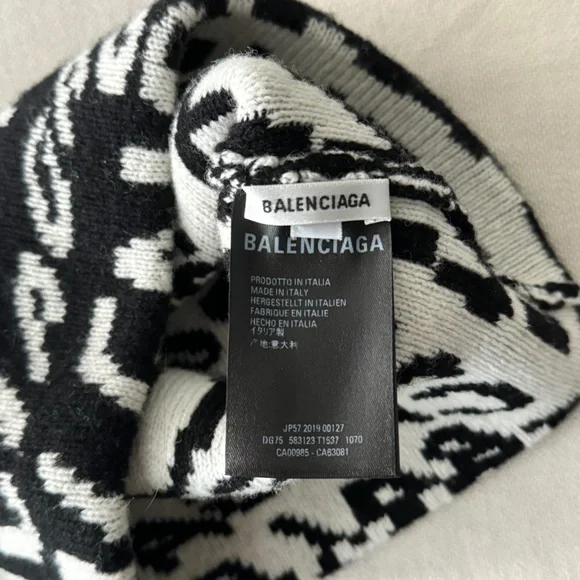 BALENCIAGA
BALENCIAGA
PRODOTTO IN ITALIA
MADE IN ITALY
HERGESTELLT IN ITALIEN
FABRIQUE EN ITALIE
HECHO EN ITALIA
イタリア製
产地:意大利
JP57 2019 00127
DG75 583123 T1537 1070
CA00985 - CA63081